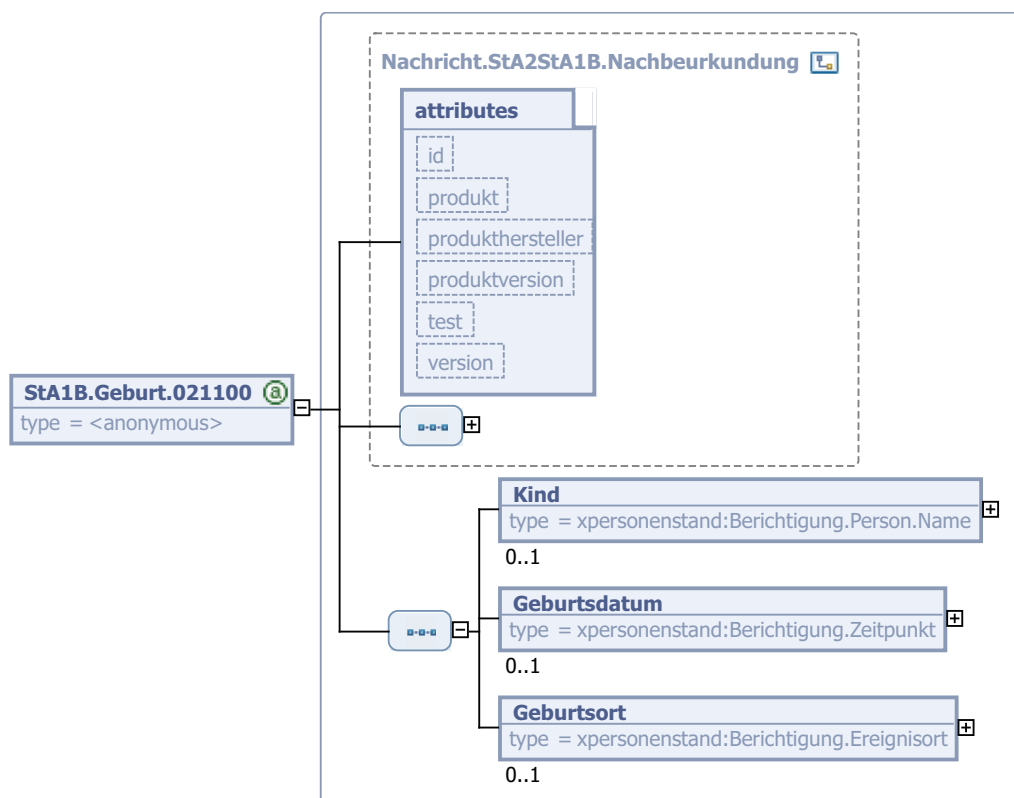 Nachricht.StA2StA1B.Nachbeurkundung
attributes
id
produkt
produkthersteller
produktversion
test
version
StA1B.Geburt.021100 a
type = <anonymous>
Kind
type = xpersonenstand:Berichtigung.Person.Name
0..1
Geburtsdatum
type = xpersonenstand:Berichtigung.Zeitpunkt
0..1
Geburtsort
type = xpersonenstand:Berichtigung.Ereignisort
0..1